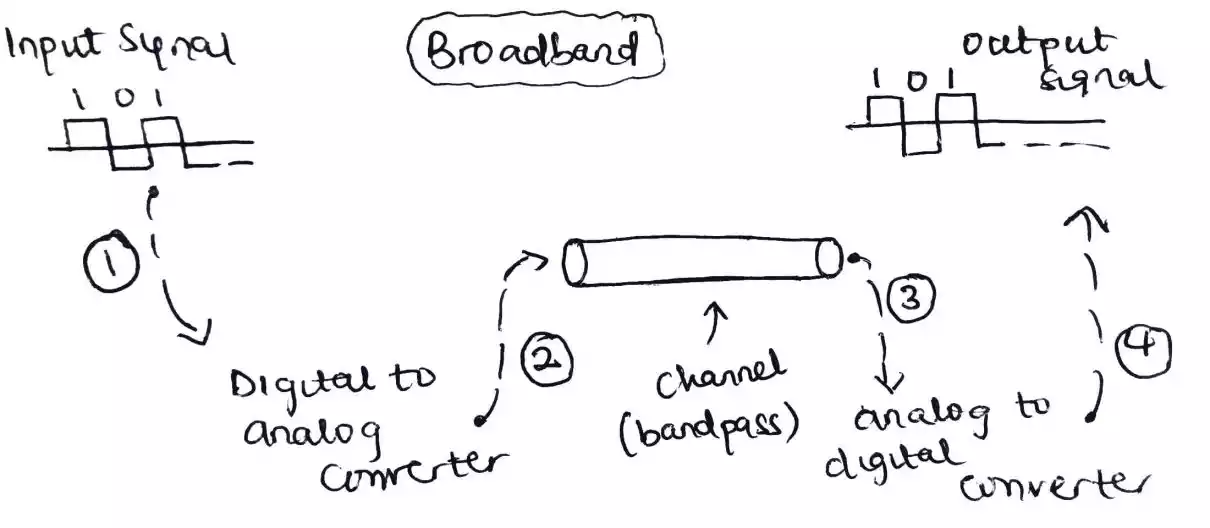 Input Signal
Broadband
Output
signal
1 0 1
1 0 1
1
2
3
4
Digital to
analog
converter
Channel
(bandpass)
analog to
digital
converter